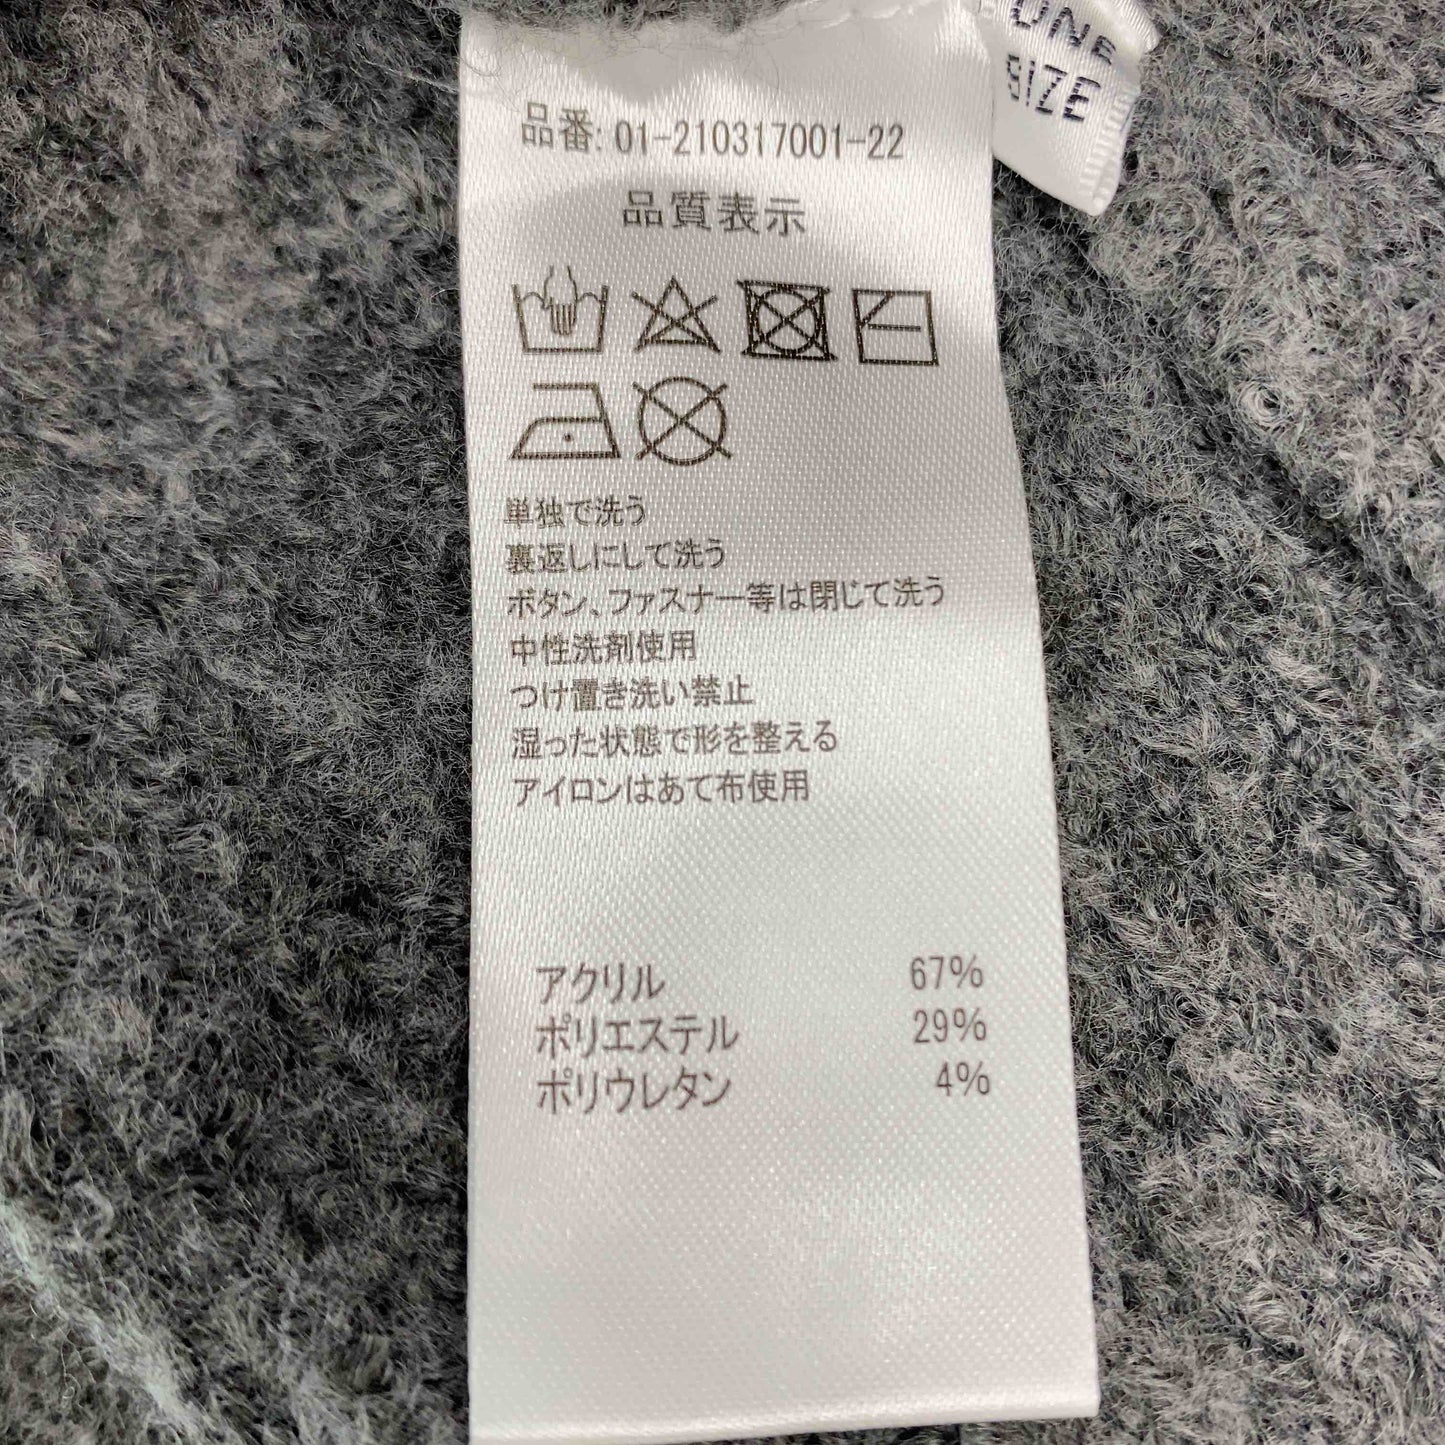 品番: 01-210317001-22
品質表示
単独で洗う
裏返しにして洗う
ボタン、ファスナー等は閉じて洗う
中性洗剤使用
つけ置き洗い禁止
湿った状態で形を整える
アイロンはあて布使用
アクリル 67%
ポリエステル 29%
ポリウレタン 4%
ONE
SIZE